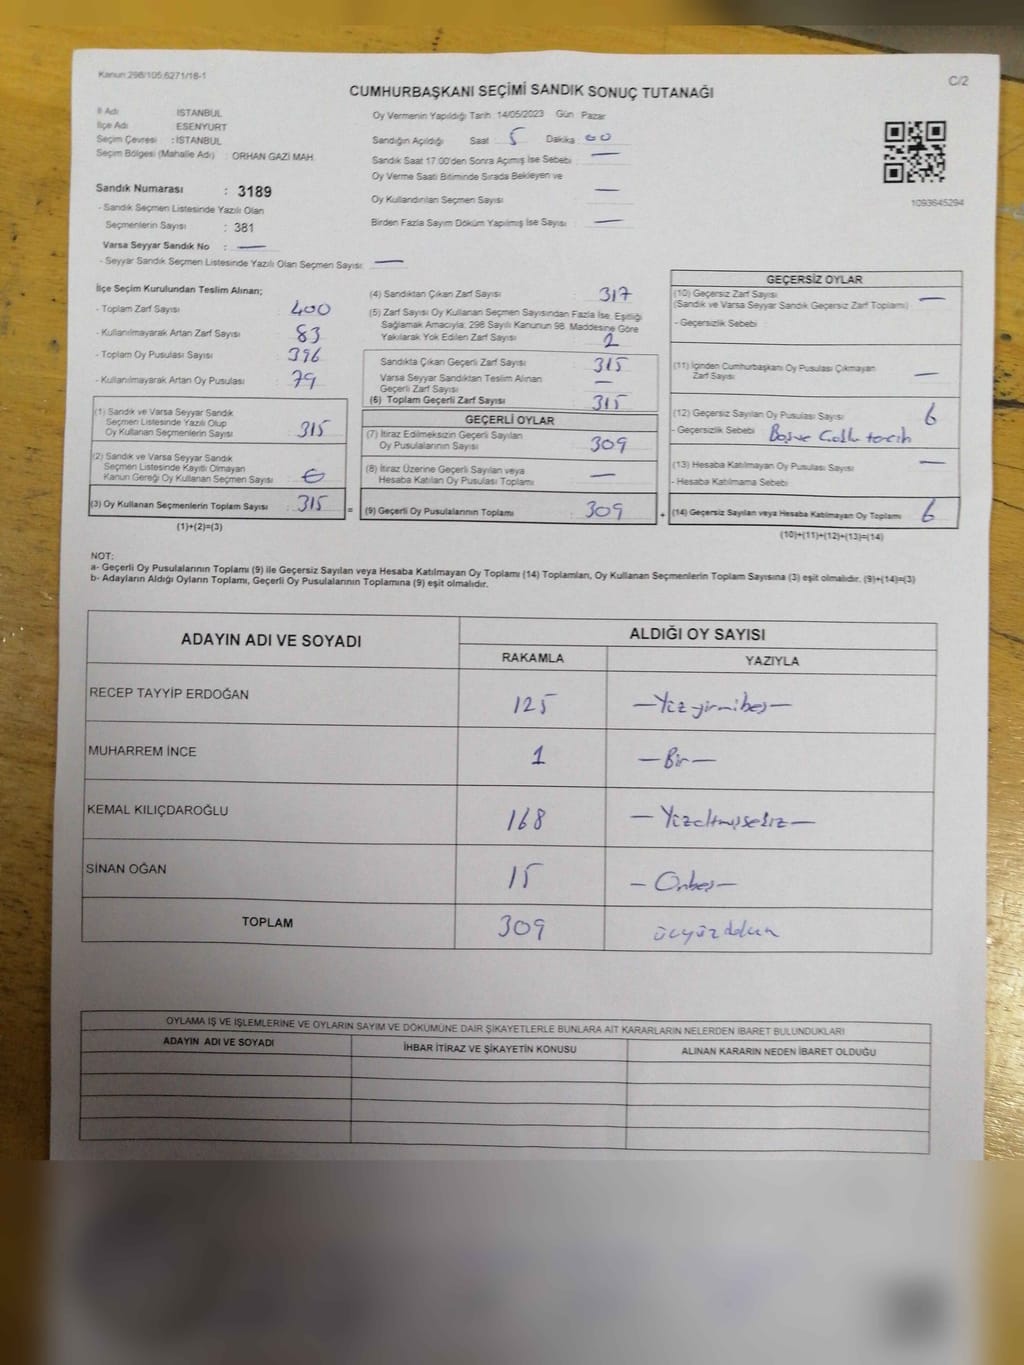 Kanun:298/105,6271/18-1
C/2
CUMHURBAŞKANI SEÇİMİ SANDIK SONUÇ TUTANAĞI
İl Adı : İSTANBUL
İlçe Adı : ESENYURT
Seçim Çevresi : İSTANBUL
Seçim Bölgesi (Mahalle Adı) : ORHAN GAZİ MAH.
Oy Vermenin Yapıldığı Tarih: 14/05/2023 Gün Pazar
Sandığın Açıldığı Saat 5 Dakika 00
Sandık Saat 17:00'den Sonra Açımış İse Sebebi : —
Oy Verme Saati Bitiminde Sırada Bekleyen ve
Oy Kullandırılan Seçmen Sayısı : —
Birden Fazla Sayım Döküm Yapılmış İse Sayısı : —
1093645294
Sandık Numarası : 3189
- Sandık Seçmen Listesinde Yazılı Olan
Seçmenlerin Sayısı : 381
Varsa Seyyar Sandık No : —
- Seyyar Sandık Seçmen Listesinde Yazılı Olan Seçmen Sayısı: —
İlçe Seçim Kurulundan Teslim Alınan;
- Toplam Zarf Sayısı : 400
- Kullanılmayarak Artan Zarf Sayısı : 83
- Toplam Oy Pusulası Sayısı : 396
- Kullanılmayarak Artan Oy Pusulası : 79
(1) Sandık ve Varsa Seyyar Sandık
Seçmen Listesinde Yazılı Olup
Oy Kullanan Seçmenlerin Sayısı : 315
(2) Sandık ve Varsa Seyyar Sandık
Seçmen Listesinde Kayıtlı Olmayan
Kanun Gereği Oy Kullanan Seçmen Sayısı :
(3) Oy Kullanan Seçmenlerin Toplam Sayısı : 315 =
(1)+(2)=(3)
(4) Sandıktan Çıkan Zarf Sayısı : 317
(5) Zarf Sayısı Oy Kullanan Seçmen Sayısından Fazla İse, Eşitliği
Sağlamak Amacıyla; 298 Sayılı Kanunun 98. Maddesine Göre
Yakılarak Yok Edilen Zarf Sayısı : 2
Sandıkta Çıkan Geçerli Zarf Sayısı : 315
Varsa Seyyar Sandıktan Teslim Alınan
Geçerli Zarf Sayısı : —
(6) Toplam Geçerli Zarf Sayısı : 315
GEÇERLİ OYLAR
(7) İtiraz Edilmeksizin Geçerli Sayılan
Oy Pusulalarının Sayısı : 309
(8) İtiraz Üzerine Geçerli Sayılan veya
Hesaba Katılan Oy Pusulası Toplamı : —
(9) Geçerli Oy Pusulalarının Toplamı : 309 +
GEÇERSİZ OYLAR
(10) Geçersiz Zarf Sayısı : —
(Sandık ve Varsa Seyyar Sandık Geçersiz Zarf Toplamı)
- Geçersizlik Sebebi :
(11) İçinden Cumhurbaşkanı Oy Pusulası Çıkmayan
Zarf Sayısı : —
(12) Geçersiz Sayılan Oy Pusulası Sayısı : 6
- Geçersizlik Sebebi : Boş ve Çoklu tercih
(13) Hesaba Katılmayan Oy Pusulası Sayısı : —
- Hesaba Katılmama Sebebi :
(14) Geçersiz Sayılan veya Hesaba Katılmayan Oy Toplamı : 6
(10)+(11)+(12)+(13)=(14)
NOT:
a- Geçerli Oy Pusulalarının Toplamı (9) ile Geçersiz Sayılan veya Hesaba Katılmayan Oy Toplamı (14) Toplamları, Oy Kullanan Seçmenlerin Toplam Sayısına (3) eşit olmalıdır. (9)+(14)=(3)
b- Adayların Aldığı Oyların Toplamı, Geçerli Oy Pusulalarının Toplamına (9) eşit olmalıdır.
ADAYIN ADI VE SOYADI
ALDIĞI OY SAYISI
RAKAMLA YAZIYLA
RECEP TAYYİP ERDOĞAN 125 —Yüzyirmibeş—
MUHARREM İNCE 1 —Bir—
KEMAL KILIÇDAROĞLU 168 —Yüzaltmışsekiz—
SİNAN OĞAN 15 —Onbeş—
TOPLAM 309 üçyüzdokuz
OYLAMA İŞ VE İŞLEMLERİNE VE OYLARIN SAYIM VE DÖKÜMÜNE DAİR ŞİKAYETLERLE BUNLARA AİT KARARLARIN NELERDEN İBARET BULUNDUKLARI
ADAYIN ADI VE SOYADI İHBAR İTİRAZ VE ŞİKAYETİN KONUSU ALINAN KARARIN NEDEN İBARET OLDUĞU